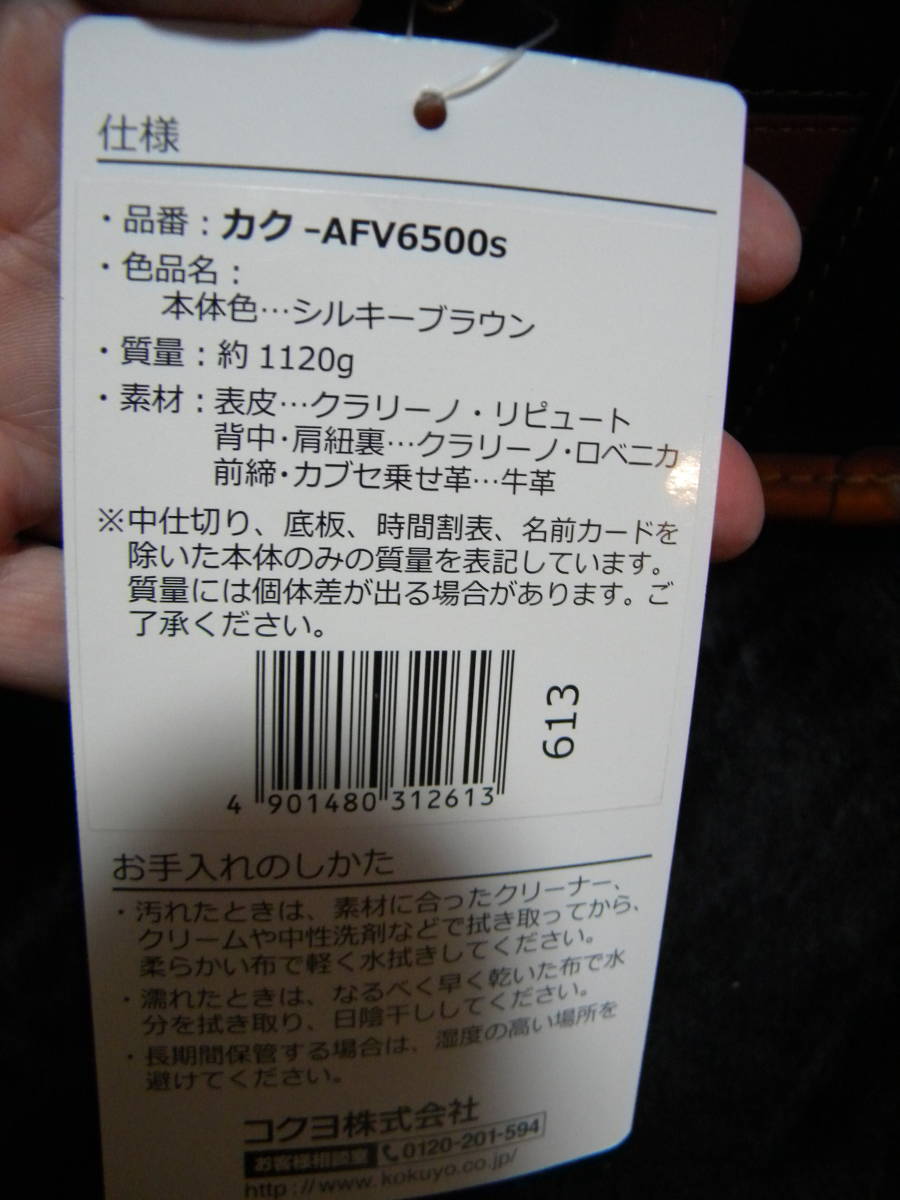 仕様
・品番：カク-AFV6500s
・色品名：
本体色…シルキーブラウン
・質量：約1120g
・素材：表皮…クラリーノ・リピュート
背中・肩紐裏…クラリーノ・ロベニカ
前締・カブセ乗せ革…牛革
※中仕切り、底板、時間割表、名前カードを
除いた本体のみの質量を表記しています。
質量には個体差が出る場合があります。ご
了承ください。
613
4 901480 312613
お手入れのしかた
・汚れたときは、素材に合ったクリーナー、
クリームや中性洗剤などで拭き取ってから、
柔らかい布で軽く水拭きしてください。
・濡れたときは、なるべく早く乾いた布で水
分を拭き取り、日陰干ししてください。
・長期間保管する場合は、湿度の高い場所を
避けてください。
コクヨ株式会社
お客様相談室 0120-201-594
http://www.kokuyo.co.jp/